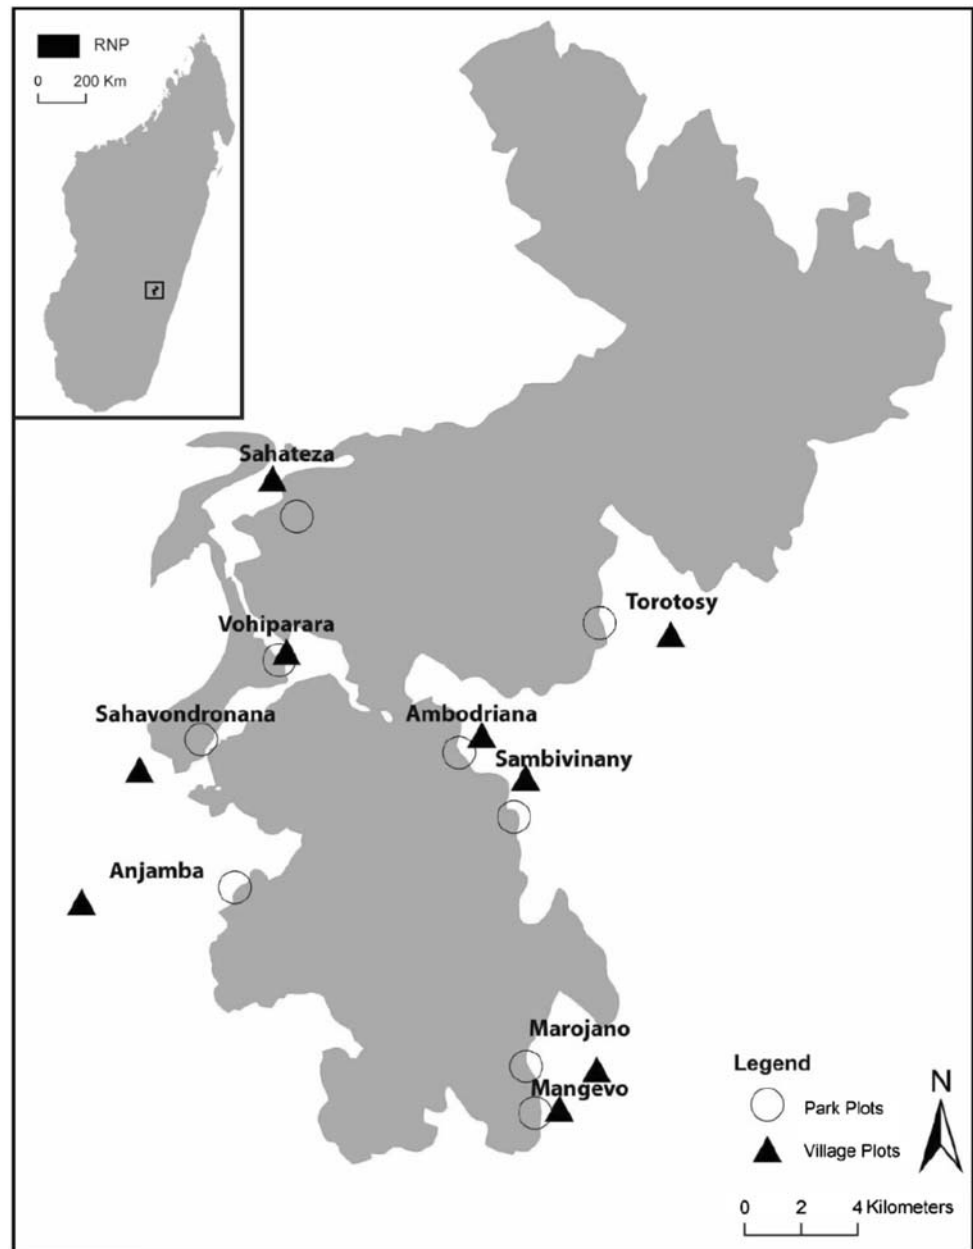 RNP
0 200 Km
Sahateza
Torotosy
Vohiparara
Sahavondronana
Ambodriana
Sambivinany
Anjamba
Marojano
Mangevo
Legend
Park Plots
Village Plots
N
0 2 4 Kilometers